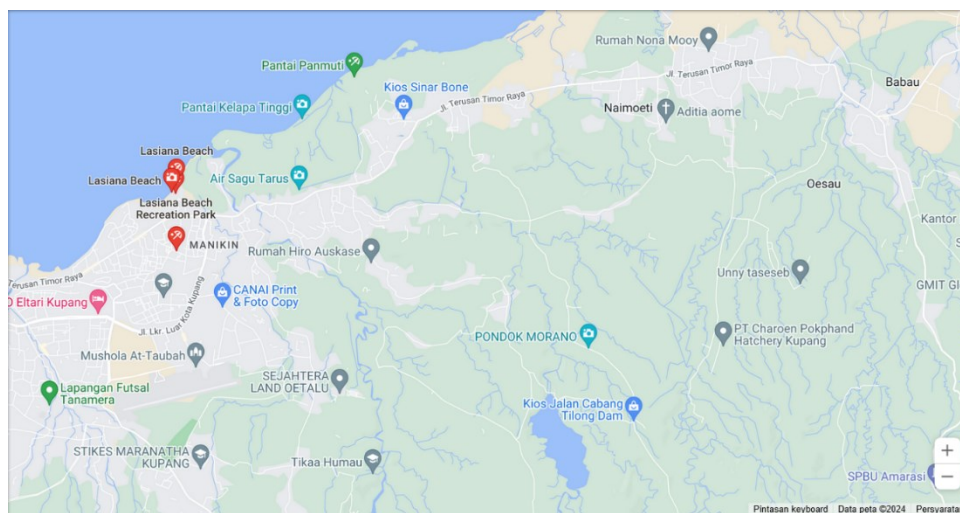 Rumah Nona Mooy
Pantai Panmuti
Jl. Terusan Timor Raya
Kios Sinar Bone
Jl. Terusan Timor Raya
Babau
Pantai Kelapa Tinggi
Naimoeti
Aditia aome
Lasiana Beach
Lasiana Beach
Air Sagu Tarus
Oesau
Lasiana Beach
Recreation Park
Kantor
MANIKIN
Rumah Hiro Auskase
Terusan Timor Raya
Unny taseseb
CANAI Print
& Foto Copy
GMIT GI
O Eltari Kupang
Jl. Lkr. Luar Kota Kupang
PONDOK MORANO
PT Charoen Pokphand
Hatchery Kupang
Mushola At-Taubah
SEJAHTERA
LAND OETALU
Lapangan Futsal
Tanamera
Kios Jalan Cabang
Tilong Dam
STIKES MARANATHA
KUPANG
Tikaa Humau
SPBU Amarasi
+
−
Pintasan keyboard
Data peta ©2024
Persyarata